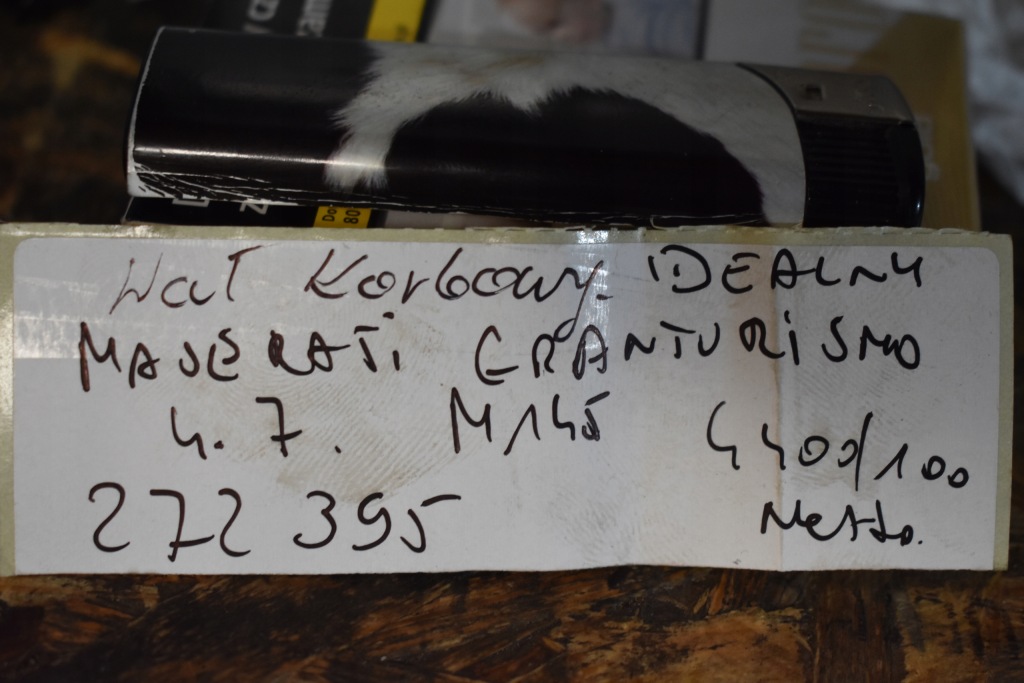 Wał Korbowy. IDEALNY
MASERATi GRANTURiSMO
4.7. M145 4400/100
272 395 Netto.